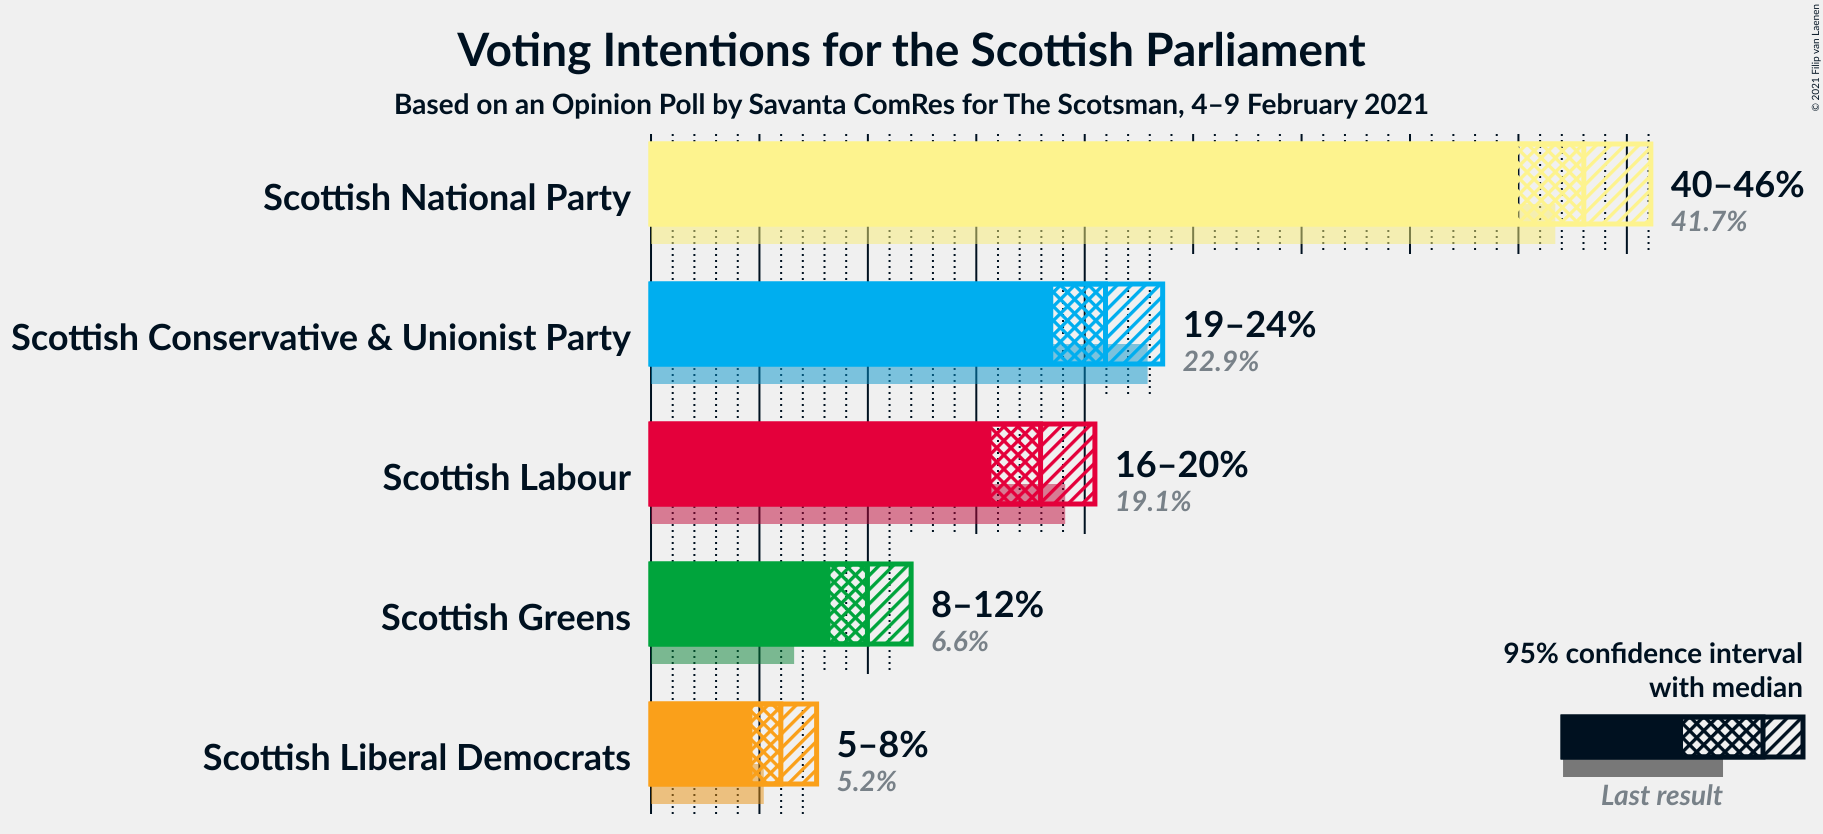 Voting Intentions for the Scottish Parliament
Based on an Opinion Poll by Savanta ComRes for The Scotsman, 4–9 February 2021
© 2021 Filip van Laenen
Scottish National Party
40–46%
41.7%
Scottish Conservative & Unionist Party
19–24%
22.9%
Scottish Labour
16–20%
19.1%
Scottish Greens
8–12%
6.6%
Scottish Liberal Democrats
5–8%
5.2%
95% confidence interval
with median
Last result